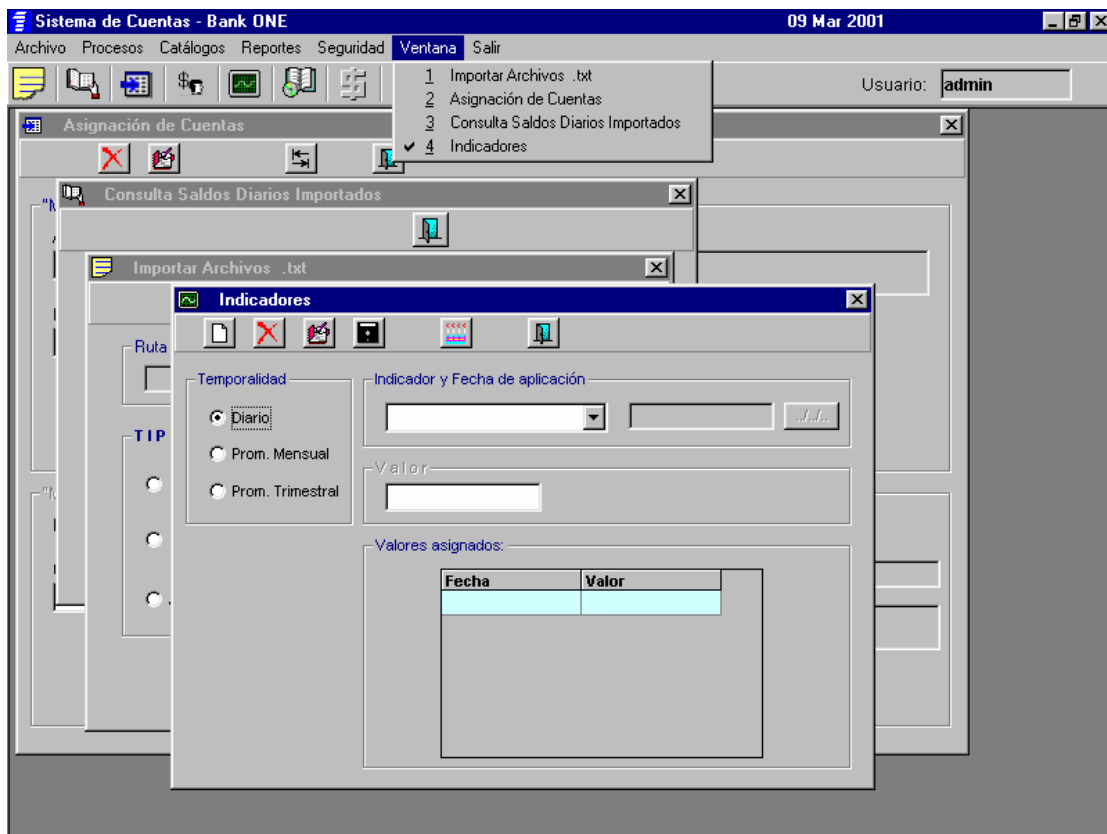 Sistema de Cuentas - Bank ONE 09 Mar 2001
Archivo Procesos Catálogos Reportes Seguridad Ventana Salir
1 Importar Archivos .txt
2 Asignación de Cuentas
3 Consulta Saldos Diarios Importados
4 Indicadores
Usuario: admin
Asignación de Cuentas
Consulta Saldos Diarios Importados
Importar Archivos .txt
Ruta
TIP
Indicadores
Temporalidad
Diario
Prom. Mensual
Prom. Trimestral
Indicador y Fecha de aplicación
../../..
Valor
Valores asignados:
Fecha Valor